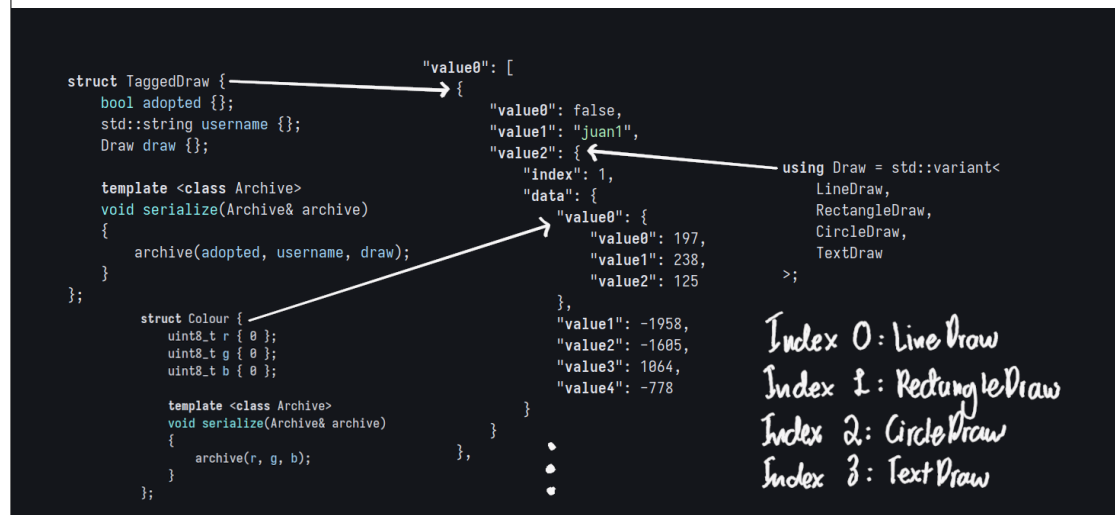 struct TaggedDraw {
bool adopted {};
std::string username {};
Draw draw {};
template <class Archive>
void serialize(Archive& archive)
{
archive(adopted, username, draw);
}
};
struct Colour {
uint8_t r { 0 };
uint8_t g { 0 };
uint8_t b { 0 };
template <class Archive>
void serialize(Archive& archive)
{
archive(r, g, b);
}
};
"value0": [
{
"value0": false,
"value1": "juan1",
"value2": {
"index": 1,
"data": {
"value0": {
"value0": 197,
"value1": 238,
"value2": 125
},
"value1": -1958,
"value2": -1605,
"value3": 1064,
"value4": -778
}
}
},
using Draw = std::variant<
LineDraw,
RectangleDraw,
CircleDraw,
TextDraw
>;
Index 0: LineDraw
Index 1: RectangleDraw
Index 2: CircleDraw
Index 3: TextDraw